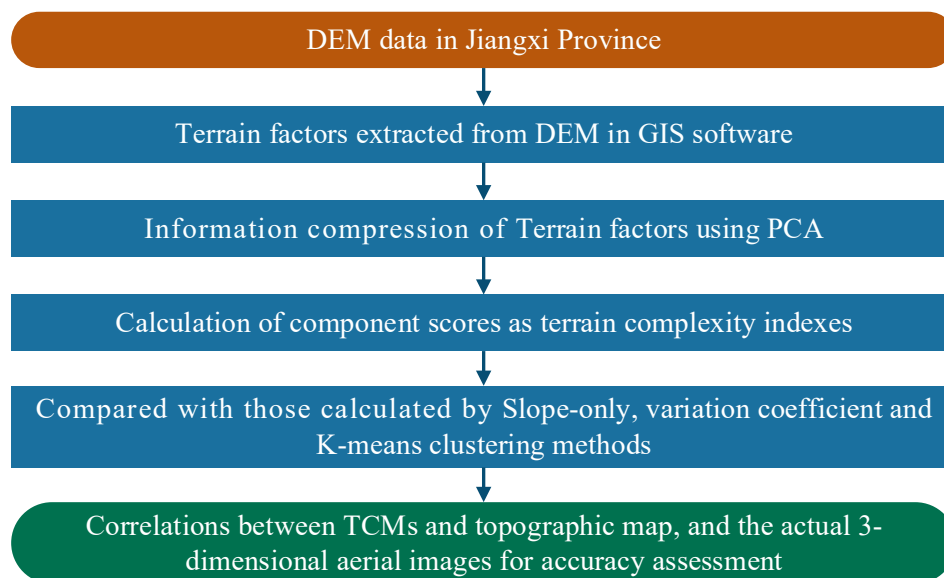 DEM data in Jiangxi Province
Terrain factors extracted from DEM in GIS software
Information compression of Terrain factors using PCA
Calculation of component scores as terrain complexity indexes
Compared with those calculated by Slope-only, variation coefficient and
K-means clustering methods
Correlations between TCMs and topographic map, and the actual 3-
dimensional aerial images for accuracy assessment